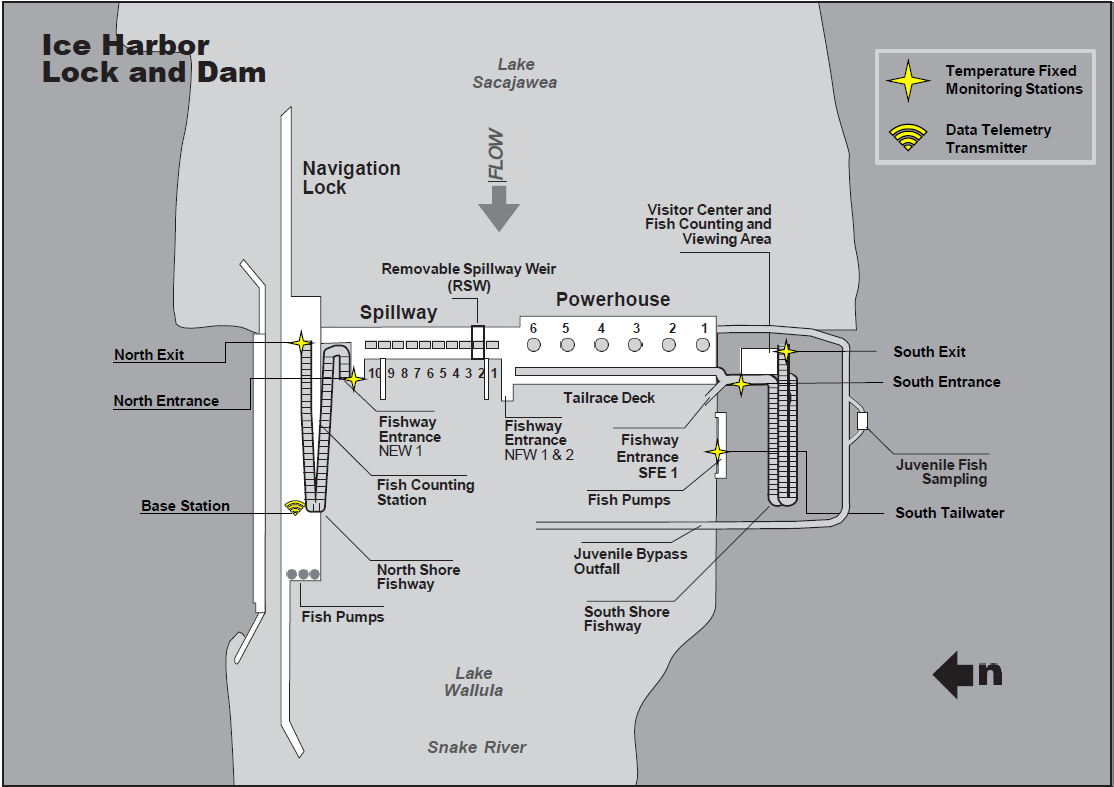 Ice Harbor
Lock and Dam
Lake
Sacajawea
FLOW
Temperature Fixed
Monitoring Stations
Data Telemetry
Transmitter
Navigation
Lock
Visitor Center and
Fish Counting and
Viewing Area
Removable Spillway Weir
(RSW)
Spillway
Powerhouse
6 5 4 3 2 1
North Exit
South Exit
10 9 8 7 6 5 4 3 2 1
South Entrance
North Entrance
Tailrace Deck
Fishway
Entrance
NEW 1
Fishway
Entrance
NFW 1 & 2
Fishway
Entrance
SFE 1
Fish Pumps
Juvenile Fish
Sampling
Fish Counting
Station
Base Station
South Tailwater
Juvenile Bypass
Outfall
North Shore
Fishway
Fish Pumps
South Shore
Fishway
Lake
Wallula
n
Snake River